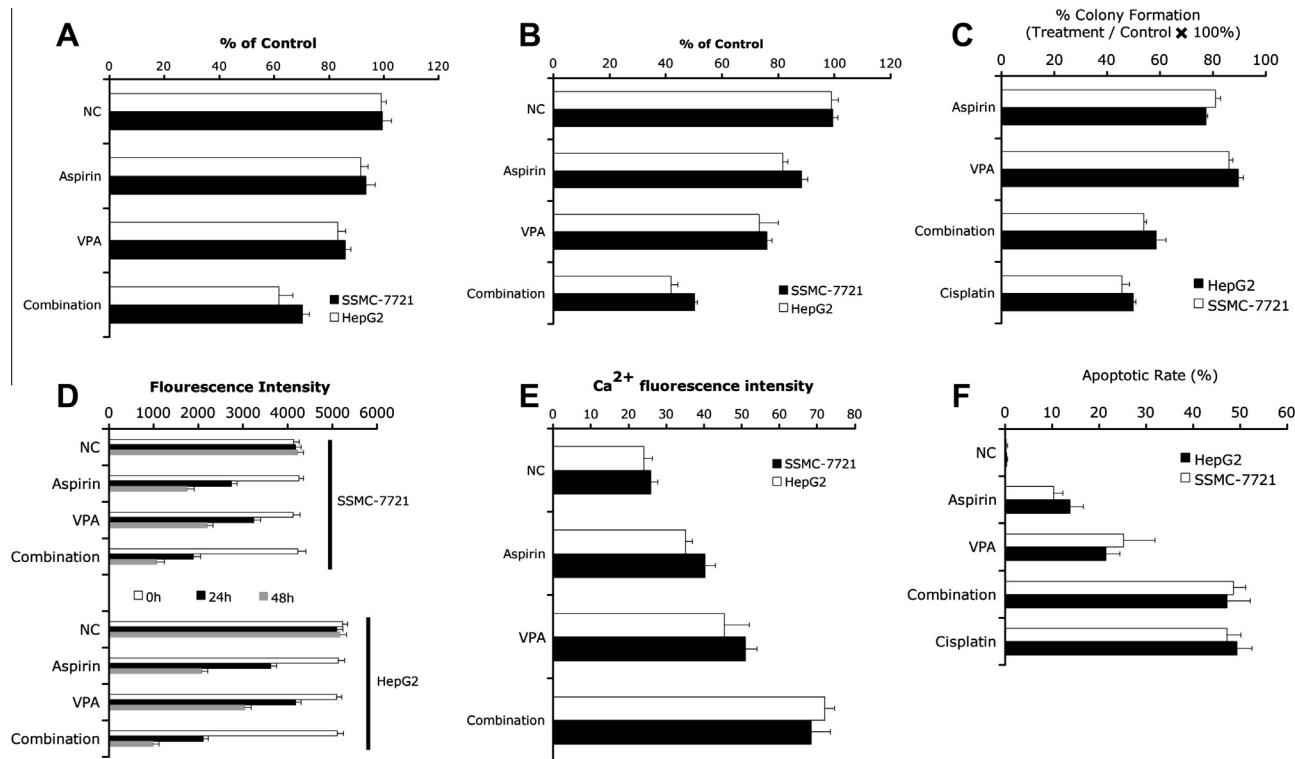 A
% of Control
0 20 40 60 80 100 120
NC
Aspirin
VPA
Combination
SSMC-7721
HepG2
B
% of Control
0 20 40 60 80 100 120
NC
Aspirin
VPA
Combination
SSMC-7721
HepG2
C
% Colony Formation
(Treatment / Control ✖ 100%)
0 20 40 60 80 100
Aspirin
VPA
Combination
Cisplatin
HepG2
SSMC-7721
D
Flourescence Intensity
0 1000 2000 3000 4000 5000 6000
NC
Aspirin
VPA
Combination
SSMC-7721
0h 24h 48h
NC
Aspirin
VPA
Combination
HepG2
E
Ca2+ fluorescence intensity
0 10 20 30 40 50 60 70 80
NC
Aspirin
VPA
Combination
SSMC-7721
HepG2
F
Apoptotic Rate (%)
0 10 20 30 40 50 60
NC
Aspirin
VPA
Combination
Cisplatin
HepG2
SSMC-7721